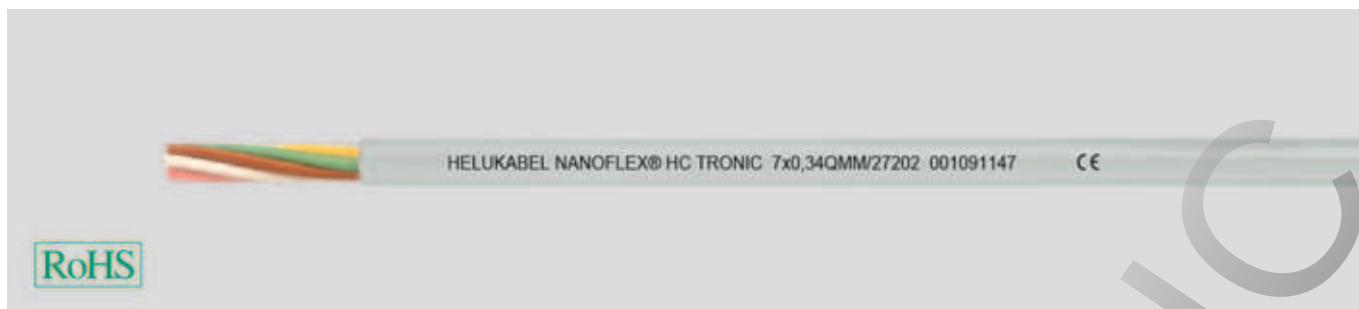 HELUKABEL NANOFLEX® HC TRONIC 7x0,34QMM/27202 001091147 CE
RoHS